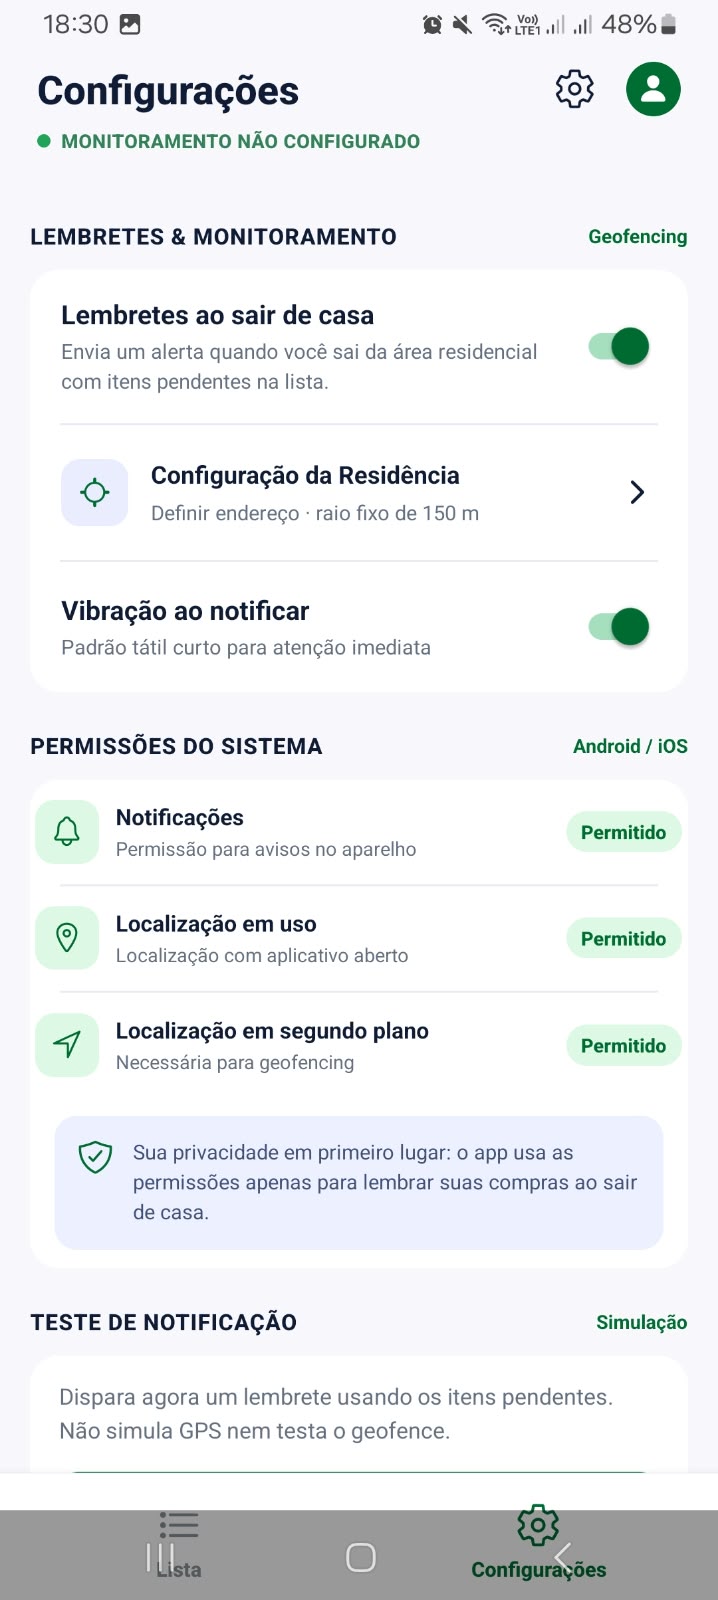 18:30
Vo))
LTE1
48%
Configurações
MONITORAMENTO NÃO CONFIGURADO
LEMBRETES & MONITORAMENTO
Geofencing
Lembretes ao sair de casa
Envia um alerta quando você sai da área residencial
com itens pendentes na lista.
Configuração da Residência
Definir endereço · raio fixo de 150 m
Vibração ao notificar
Padrão tátil curto para atenção imediata
PERMISSÕES DO SISTEMA
Android / iOS
Notificações
Permissão para avisos no aparelho
Permitido
Localização em uso
Localização com aplicativo aberto
Permitido
Localização em segundo plano
Necessária para geofencing
Permitido
Sua privacidade em primeiro lugar: o app usa as
permissões apenas para lembrar suas compras ao sair
de casa.
TESTE DE NOTIFICAÇÃO
Simulação
Dispara agora um lembrete usando os itens pendentes.
Não simula GPS nem testa o geofence.
Lista
Configurações